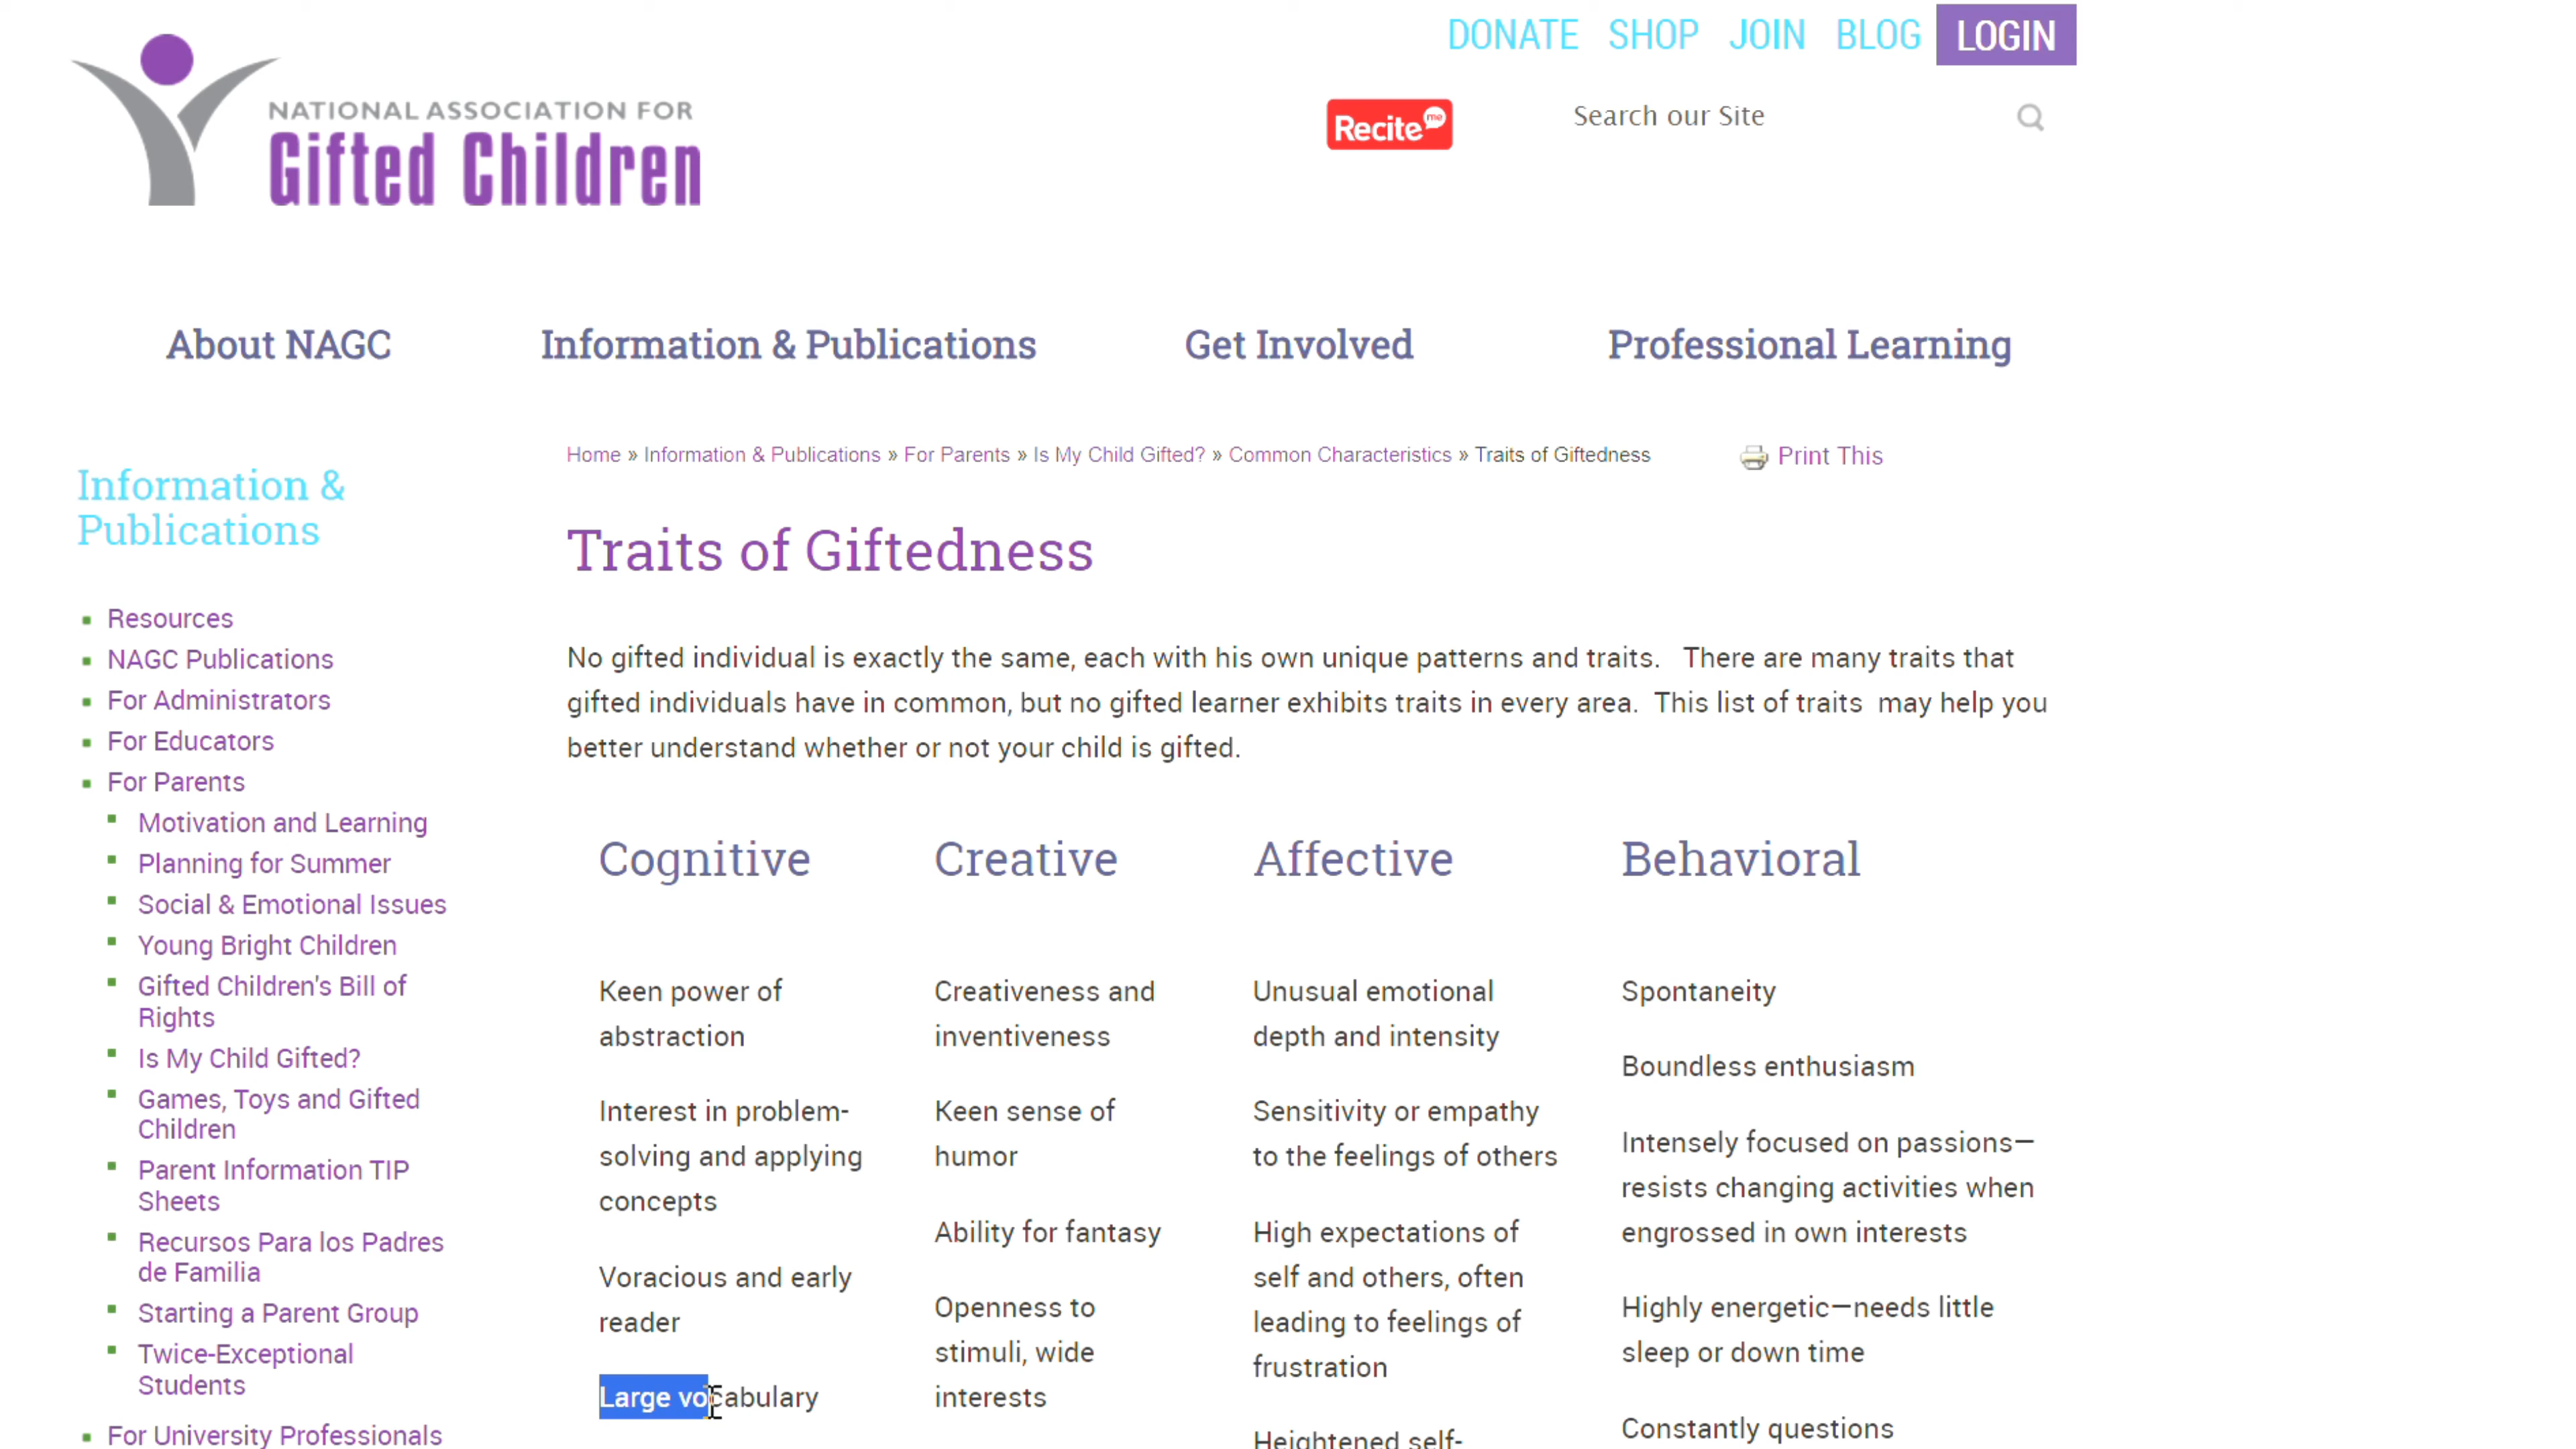 DONATE SHOP JOIN BLOG LOGIN
NATIONAL ASSOCIATION FOR
Gifted Children
Recite me
Search our Site
About NAGC
Information & Publications
Get Involved
Professional Learning
Home » Information & Publications » For Parents » Is My Child Gifted? » Common Characteristics » Traits of Giftedness
Print This
Information &
Publications
Resources
NAGC Publications
For Administrators
For Educators
For Parents
Motivation and Learning
Planning for Summer
Social & Emotional Issues
Young Bright Children
Gifted Children's Bill of
Rights
Is My Child Gifted?
Games, Toys and Gifted
Children
Parent Information TIP
Sheets
Recursos Para los Padres
de Familia
Starting a Parent Group
Twice-Exceptional
Students
For University Professionals
Traits of Giftedness
No gifted individual is exactly the same, each with his own unique patterns and traits. There are many traits that
gifted individuals have in common, but no gifted learner exhibits traits in every area. This list of traits may help you
better understand whether or not your child is gifted.
Cognitive
Keen power of
abstraction
Interest in problem-
solving and applying
concepts
Voracious and early
reader
Large vocabulary
Creative
Creativeness and
inventiveness
Keen sense of
humor
Ability for fantasy
Openness to
stimuli, wide
interests
Affective
Unusual emotional
depth and intensity
Sensitivity or empathy
to the feelings of others
High expectations of
self and others, often
leading to feelings of
frustration
Heightened self-
Behavioral
Spontaneity
Boundless enthusiasm
Intensely focused on passions—
resists changing activities when
engrossed in own interests
Highly energetic—needs little
sleep or down time
Constantly questions